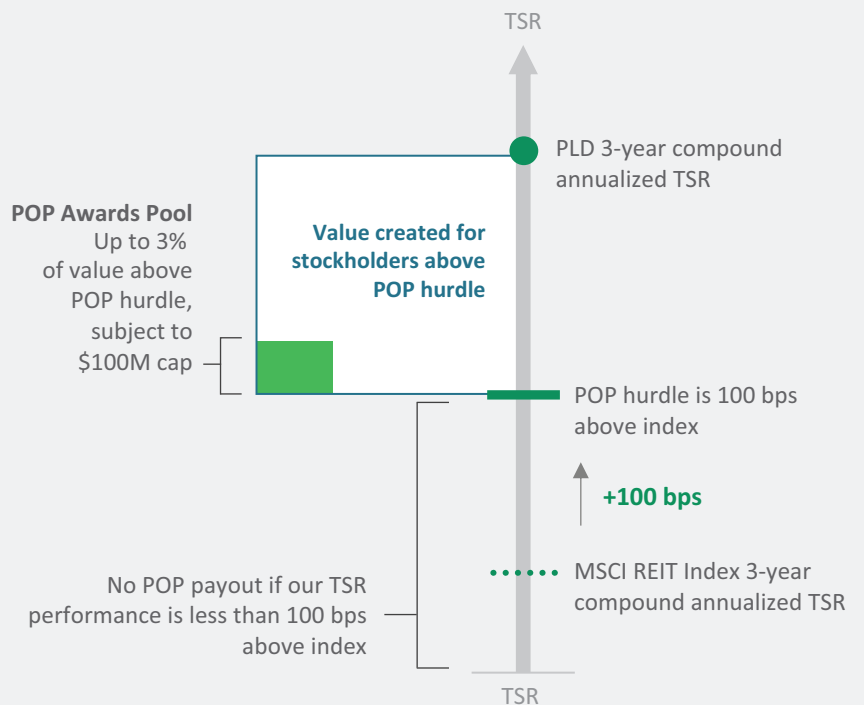 TSR
PLD 3-year compound
annualized TSR
POP Awards Pool
Up to 3%
of value above
POP hurdle,
subject to
$100M cap
Value created for
stockholders above
POP hurdle
POP hurdle is 100 bps
above index
+100 bps
MSCI REIT Index 3-year
compound annualized TSR
No POP payout if our TSR
performance is less than 100 bps
above index
TSR